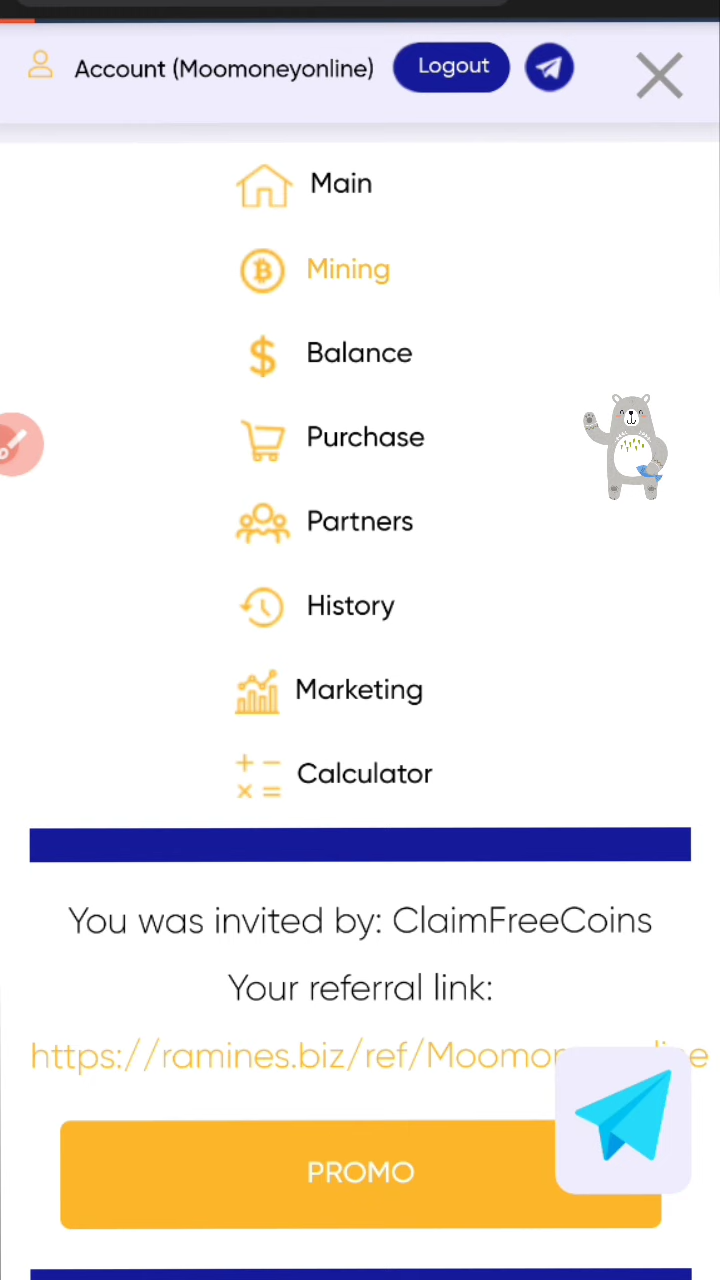 Account (Moomoneyonline)
Logout
Main
Mining
Balance
Purchase
Partners
History
Marketing
Calculator
You was invited by: ClaimFreeCoins
Your referral link:
https://ramines.biz/ref/Moomoneyonline
PROMO